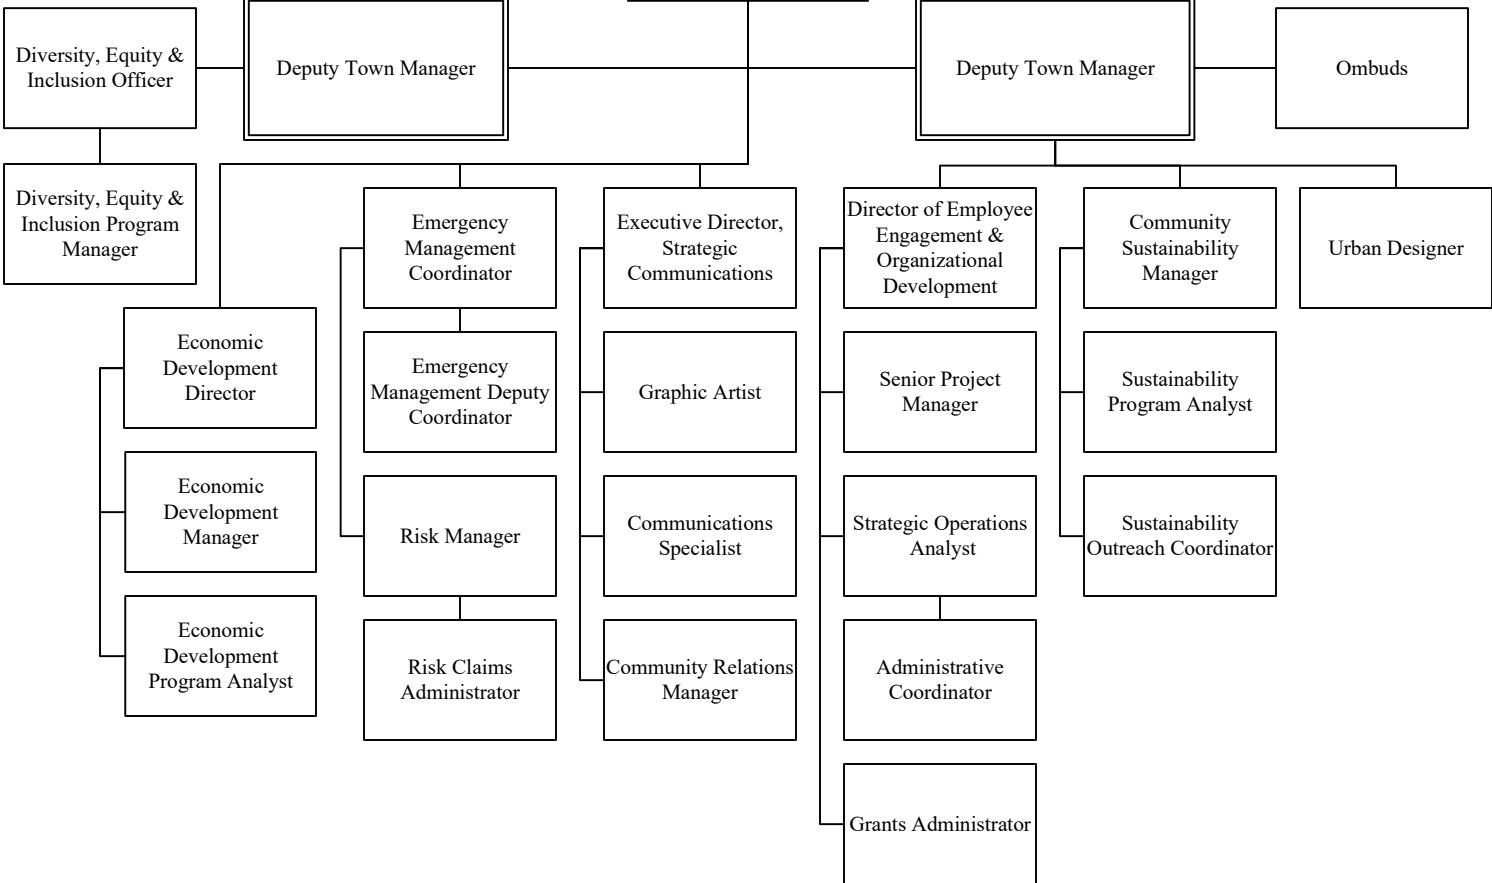 Diversity, Equity &
Inclusion Officer
Deputy Town Manager
Deputy Town Manager
Ombuds
Diversity, Equity &
Inclusion Program
Manager
Emergency
Management
Coordinator
Executive Director,
Strategic
Communications
Director of Employee
Engagement &
Organizational
Development
Community
Sustainability
Manager
Urban Designer
Economic
Development
Director
Emergency
Management Deputy
Coordinator
Graphic Artist
Senior Project
Manager
Sustainability
Program Analyst
Economic
Development
Manager
Risk Manager
Communications
Specialist
Strategic Operations
Analyst
Sustainability
Outreach Coordinator
Economic
Development
Program Analyst
Risk Claims
Administrator
Community Relations
Manager
Administrative
Coordinator
Grants Administrator